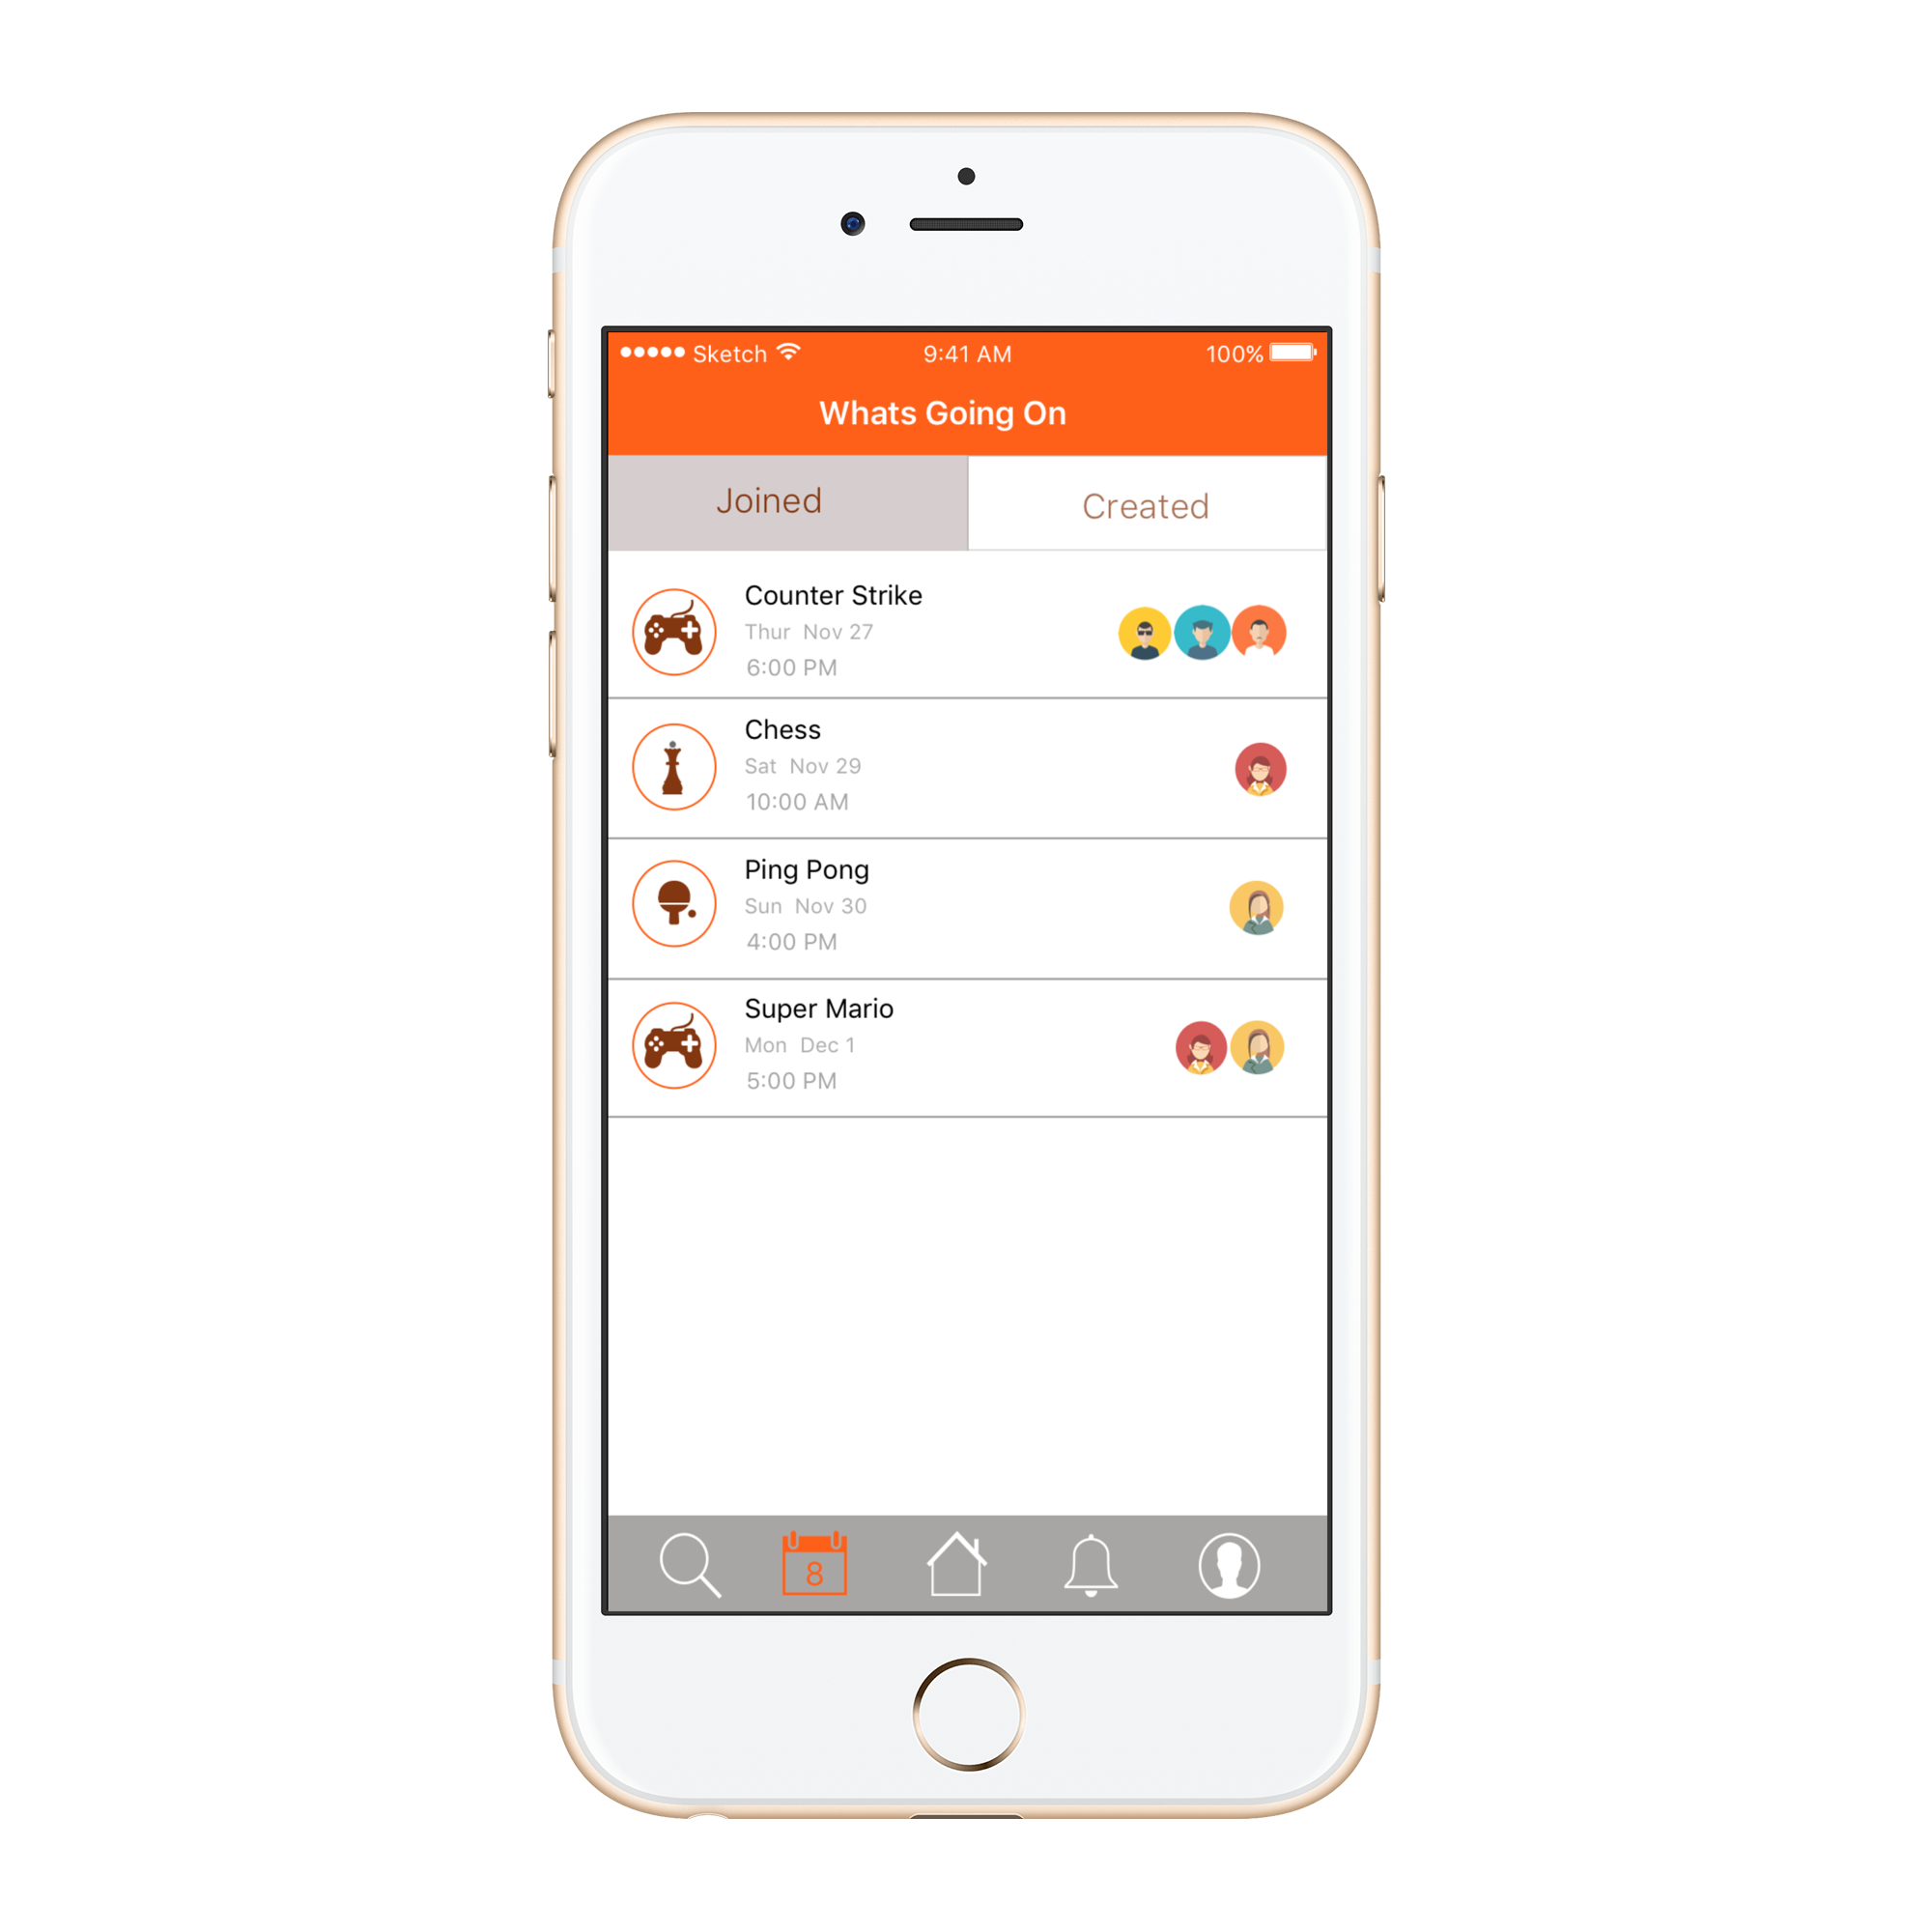 Sketch 9:41 AM 100%
Whats Going On
Joined Created
Counter Strike
Thur Nov 27
6:00 PM
Chess
Sat Nov 29
10:00 AM
Ping Pong
Sun Nov 30
4:00 PM
Super Mario
Mon Dec 1
5:00 PM
8